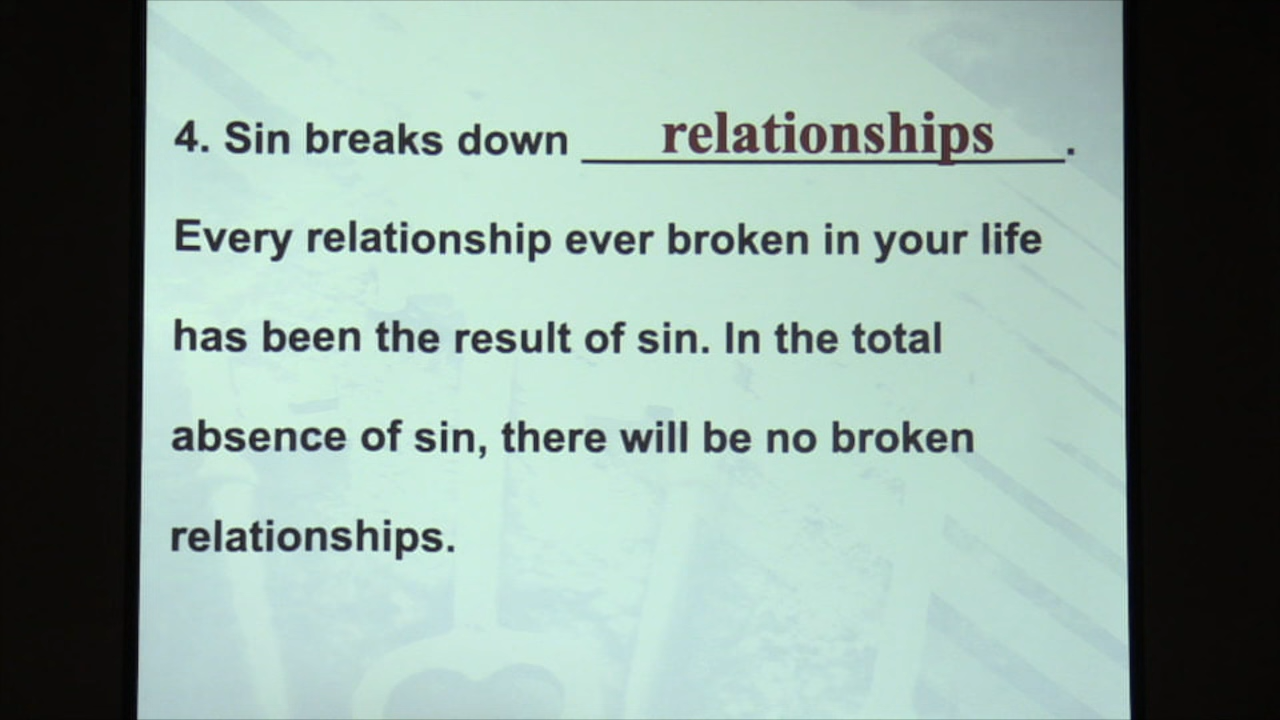 4. Sin breaks down relationships.
Every relationship ever broken in your life
has been the result of sin. In the total
absence of sin, there will be no broken
relationships.